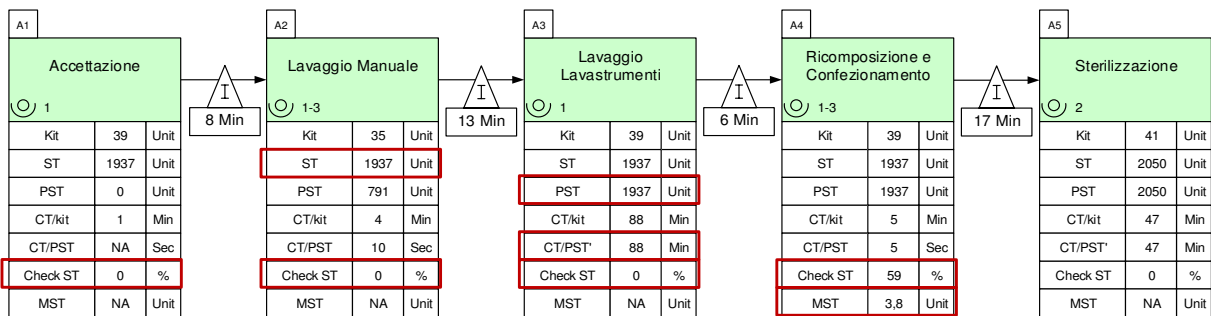 A1
Accettazione
1
Kit 39 Unit
ST 1937 Unit
PST 0 Unit
CT/kit 1 Min
CT/PST NA Sec
Check ST 0 %
MST NA Unit
I
8 Min
A2
Lavaggio Manuale
1-3
Kit 35 Unit
ST 1937 Unit
PST 791 Unit
CT/kit 4 Min
CT/PST 10 Sec
Check ST 0 %
MST NA Unit
I
13 Min
A3
Lavaggio
Lavastrumenti
1
Kit 39 Unit
ST 1937 Unit
PST 1937 Unit
CT/kit 88 Min
CT/PST' 88 Min
Check ST 0 %
MST NA Unit
I
6 Min
A4
Ricomposizione e
Confezionamento
1-3
Kit 39 Unit
ST 1937 Unit
PST 1937 Unit
CT/kit 5 Min
CT/PST 5 Sec
Check ST 59 %
MST 3,8 Unit
I
17 Min
A5
Sterilizzazione
2
Kit 41 Unit
ST 2050 Unit
PST 2050 Unit
CT/kit 47 Min
CT/PST' 47 Min
Check ST 0 %
MST NA Unit